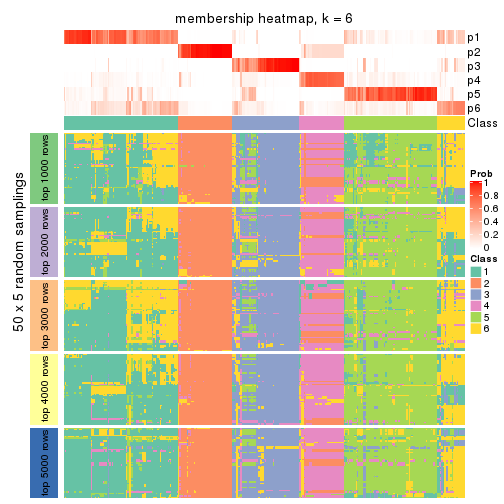 membership heatmap, k = 6
p1
p2
p3
p4
p5
p6
Class
50 x 5 random samplings
top 1000 rows
top 2000 rows
top 3000 rows
top 4000 rows
top 5000 rows
Prob
1
0.8
0.6
0.4
0.2
0
Class
1
2
3
4
5
6